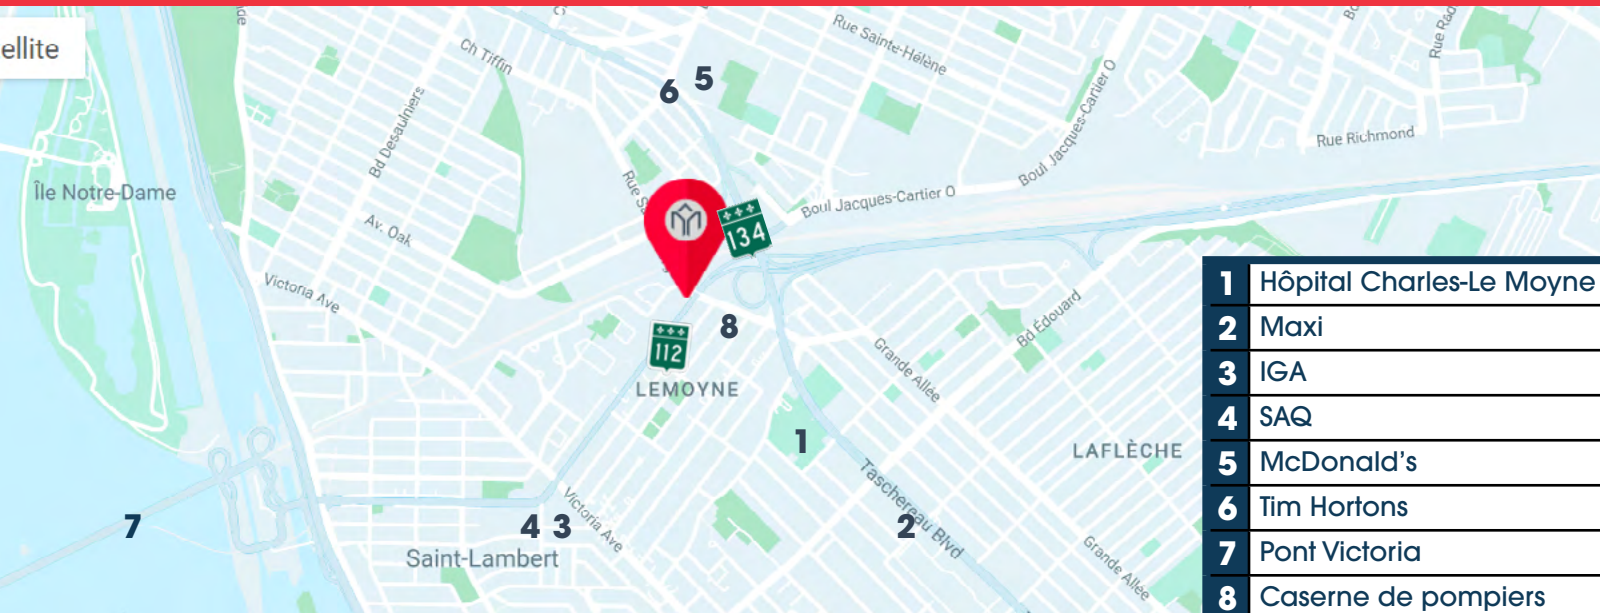 ellite
Ch Tiffin
Rue Sainte-Hélène
Boul Jacques-Cartier O
Bd Desaulniers
6 5
Rue Richmond
Île Notre-Dame
Av. Oak
Boul Jacques-Cartier O
134
Victoria Ave
8
112
LEMOYNE
Bd Édouard
Grande Allée
1
LAFLÈCHE
Taschereau Blvd
7
4 3
Victoria Ave
2
Saint-Lambert
Grande Allée
1 Hôpital Charles-Le Moyne
2 Maxi
3 IGA
4 SAQ
5 McDonald's
6 Tim Hortons
7 Pont Victoria
8 Caserne de pompiers